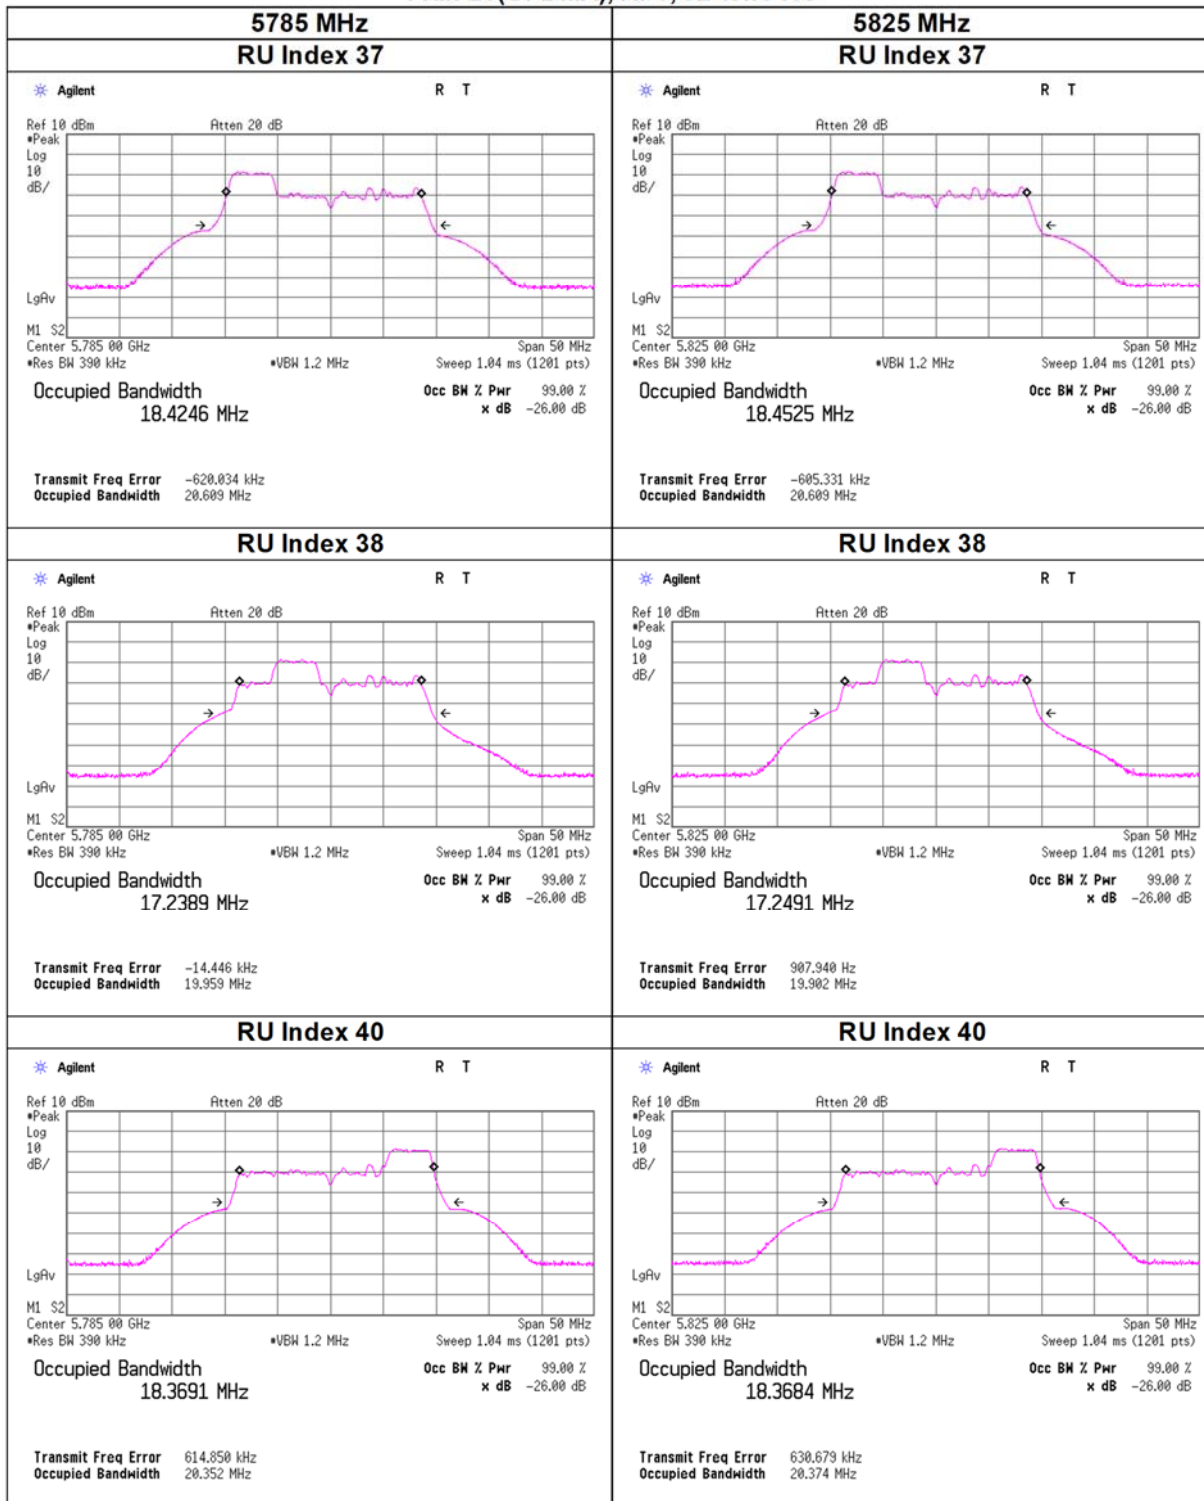 5785 MHz
5825 MHz
RU Index 37
RU Index 37
Agilent R T
Ref 10 dBm Atten 20 dB
*Peak
Log
10
dB/
LgAv
M1 S2
Center 5.785 00 GHz Span 50 MHz
*Res BW 390 kHz *VBW 1.2 MHz Sweep 1.04 ms (1201 pts)
Occupied Bandwidth Occ BW % Pwr 99.00 %
18.4246 MHz x dB -26.00 dB
Transmit Freq Error -620.034 kHz
Occupied Bandwidth 20.609 MHz
Agilent R T
Ref 10 dBm Atten 20 dB
*Peak
Log
10
dB/
LgAv
M1 S2
Center 5.825 00 GHz Span 50 MHz
*Res BW 390 kHz *VBW 1.2 MHz Sweep 1.04 ms (1201 pts)
Occupied Bandwidth Occ BW % Pwr 99.00 %
18.4525 MHz x dB -26.00 dB
Transmit Freq Error -605.331 kHz
Occupied Bandwidth 20.609 MHz
RU Index 38
RU Index 38
Agilent R T
Ref 10 dBm Atten 20 dB
*Peak
Log
10
dB/
LgAv
M1 S2
Center 5.785 00 GHz Span 50 MHz
*Res BW 390 kHz *VBW 1.2 MHz Sweep 1.04 ms (1201 pts)
Occupied Bandwidth Occ BW % Pwr 99.00 %
17.2389 MHz x dB -26.00 dB
Transmit Freq Error -14.446 kHz
Occupied Bandwidth 19.959 MHz
Agilent R T
Ref 10 dBm Atten 20 dB
*Peak
Log
10
dB/
LgAv
M1 S2
Center 5.825 00 GHz Span 50 MHz
*Res BW 390 kHz *VBW 1.2 MHz Sweep 1.04 ms (1201 pts)
Occupied Bandwidth Occ BW % Pwr 99.00 %
17.2491 MHz x dB -26.00 dB
Transmit Freq Error 907.940 Hz
Occupied Bandwidth 19.902 MHz
RU Index 40
RU Index 40
Agilent R T
Ref 10 dBm Atten 20 dB
*Peak
Log
10
dB/
LgAv
M1 S2
Center 5.785 00 GHz Span 50 MHz
*Res BW 390 kHz *VBW 1.2 MHz Sweep 1.04 ms (1201 pts)
Occupied Bandwidth Occ BW % Pwr 99.00 %
18.3691 MHz x dB -26.00 dB
Transmit Freq Error 614.850 kHz
Occupied Bandwidth 20.352 MHz
Agilent R T
Ref 10 dBm Atten 20 dB
*Peak
Log
10
dB/
LgAv
M1 S2
Center 5.825 00 GHz Span 50 MHz
*Res BW 390 kHz *VBW 1.2 MHz Sweep 1.04 ms (1201 pts)
Occupied Bandwidth Occ BW % Pwr 99.00 %
18.3684 MHz x dB -26.00 dB
Transmit Freq Error 630.679 kHz
Occupied Bandwidth 20.374 MHz